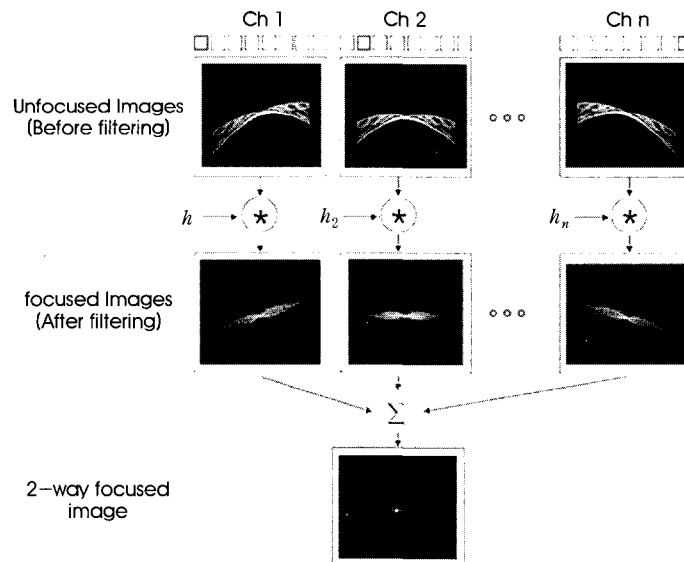 Ch 1
Ch 2
Ch n
Unfocused Images
(Before filtering)
h
*
h₂
*
hₙ
*
focused Images
(After filtering)
Σ
2-way focused
image